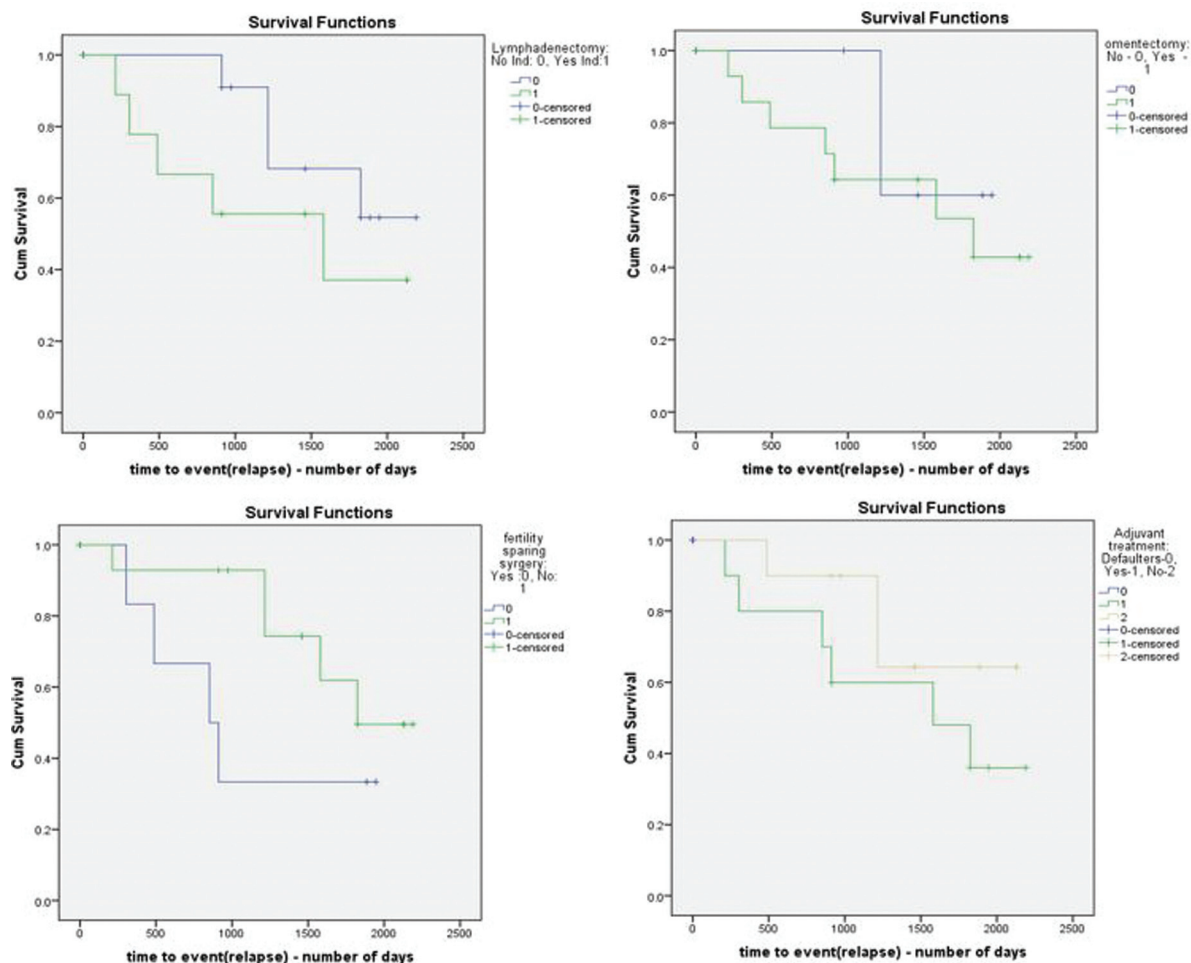 Survival Functions
Lymphadenectomy:
No Ind: 0, Yes Ind:1
0
1
0-censored
1-censored
1.0
0.8
0.6
0.4
0.2
0.0
Cum Survival
0 500 1000 1500 2000 2500
time to event(relapse) - number of days
Survival Functions
omentectomy:
No - 0, Yes -
1
0
1
0-censored
1-censored
1.0
0.8
0.6
0.4
0.2
0.0
Cum Survival
0 500 1000 1500 2000 2500
time to event(relapse) - number of days
Survival Functions
fertility
sparing
syrgery:
Yes :0, No:
1
0
1
0-censored
1-censored
1.0
0.8
0.6
0.4
0.2
0.0
Cum Survival
0 500 1000 1500 2000 2500
time to event(relapse) - number of days
Survival Functions
Adjuvant
treatment:
Defaulters-0,
Yes-1, No-2
0
1
2
0-censored
1-censored
2-censored
1.0
0.8
0.6
0.4
0.2
0.0
Cum Survival
0 500 1000 1500 2000 2500
time to event(relapse) - number of days